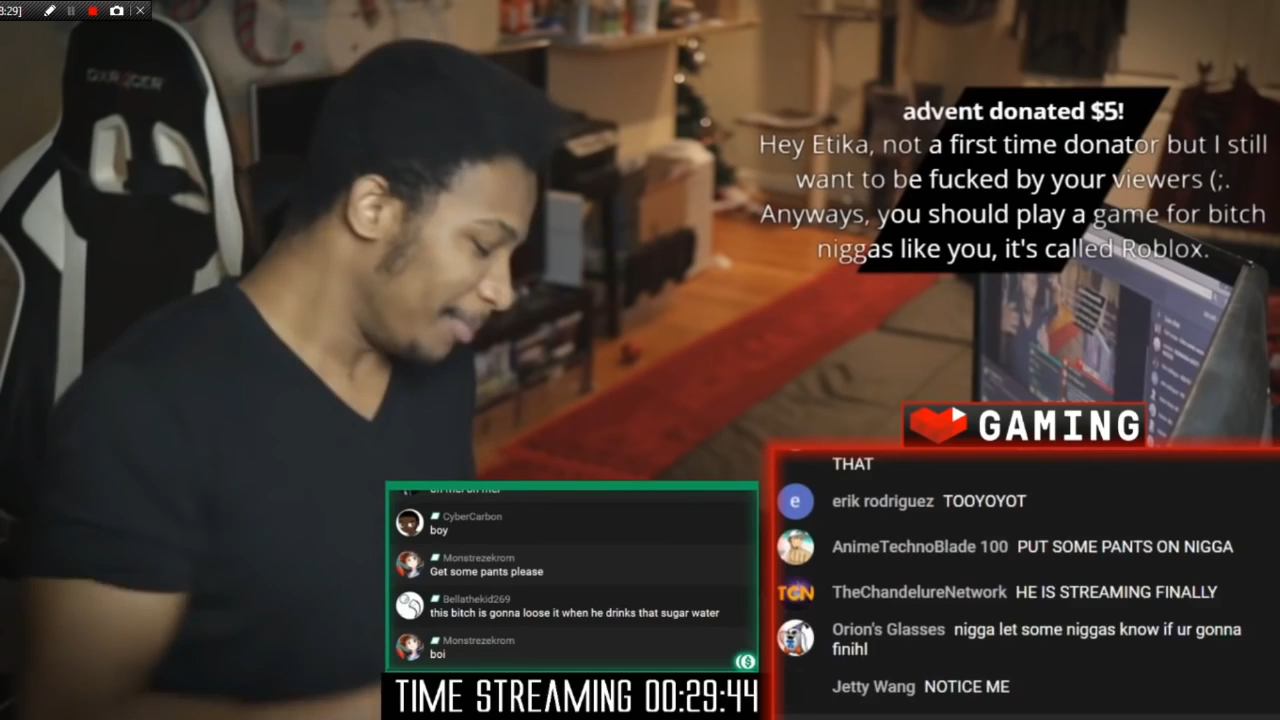 3:29]
DXRACER
advent donated $5!
Hey Etika, not a first time donator but I still
want to be fucked by your viewers (;.
Anyways, you should play a game for bitch
niggas like you, it's called Roblox.
GAMING
THAT
e erik rodriguez TOOYOYOT
AnimeTechnoBlade 100 PUT SOME PANTS ON NIGGA
TCN TheChandelureNetwork HE IS STREAMING FINALLY
Orion's Glasses nigga let some niggas know if ur gonna
finihl
Jetty Wang NOTICE ME
CyberCarbon
boy
Monstrezekrom
Get some pants please
Bellathekid269
this bitch is gonna loose it when he drinks that sugar water
Monstrezekrom
boi
TIME STREAMING 00:29:44